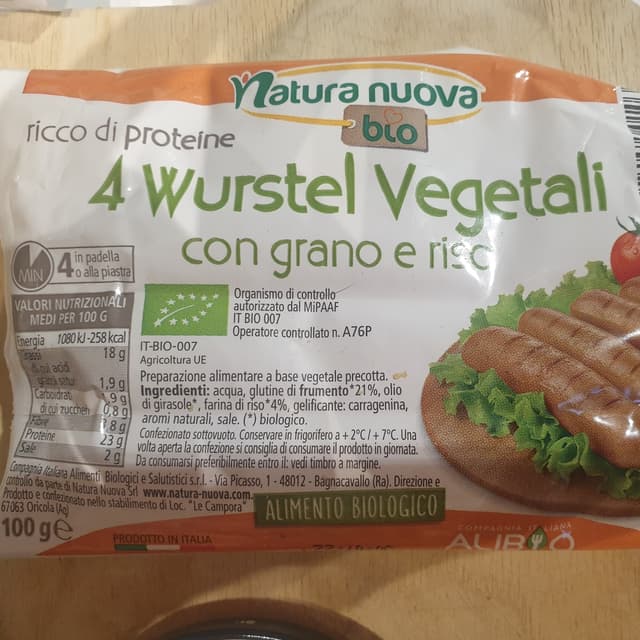 natura nuova
bio
ricco di proteine
4 Wurstel Vegetali
con grano e riso
MIN 4 in padella
o alla piastra
VALORI NUTRIZIONALI
MEDI PER 100 G
Energia 1080 kJ - 258 kcal
Grassi 18 g
di cui acidi
grassi saturi 1,9 g
Carboidrati 1,9 g
di cui zuccheri 0,8 g
Fibre
Proteine 23 g
Sale 2 g
Organismo di controllo
autorizzato dal MiPAAF
IT BIO 007
Operatore controllato n. A76P
IT-BIO-007
Agricoltura UE
Preparazione alimentare a base vegetale precotta.
Ingredienti: acqua, glutine di frumento*21%, olio
di girasole*, farina di riso*4%, gelificante: carragenina,
aromi naturali, sale. (*) biologico.
Confezionato sottovuoto. Conservare in frigorifero a + 2°C / + 7°C. Una
volta aperta la confezione si consiglia di consumare il prodotto in giornata.
Da consumarsi preferibilmente entro il: vedi timbro a margine.
Compagnia Italiana Alimenti Biologici e Salutistici s.r.l. - Via Picasso, 1 - 48012 - Bagnacavallo (Ra). Direzione e
controllo da parte di Natura Nuova Srl www.natura-nuova.com
Prodotto e confezionato nello stabilimento di Loc. "Le Campora"
67063 Oricola (Aq)
ALIMENTO BIOLOGICO
100 g e
PRODOTTO IN ITALIA
COMPAGNIA ITALIANA
ALIBIO